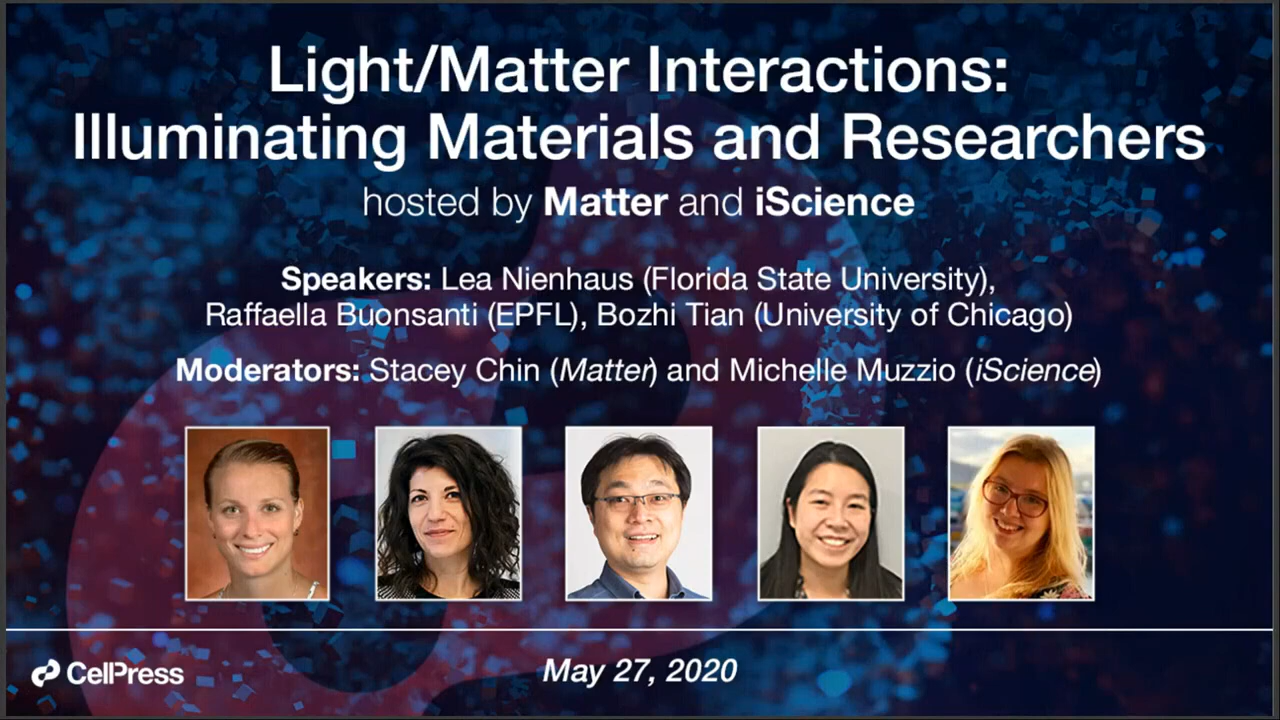 Light/Matter Interactions:
Illuminating Materials and Researchers
hosted by Matter and iScience
Speakers: Lea Nienhaus (Florida State University),
Raffaella Buonsanti (EPFL), Bozhi Tian (University of Chicago)
Moderators: Stacey Chin (Matter) and Michelle Muzzio (iScience)
CellPress
May 27, 2020